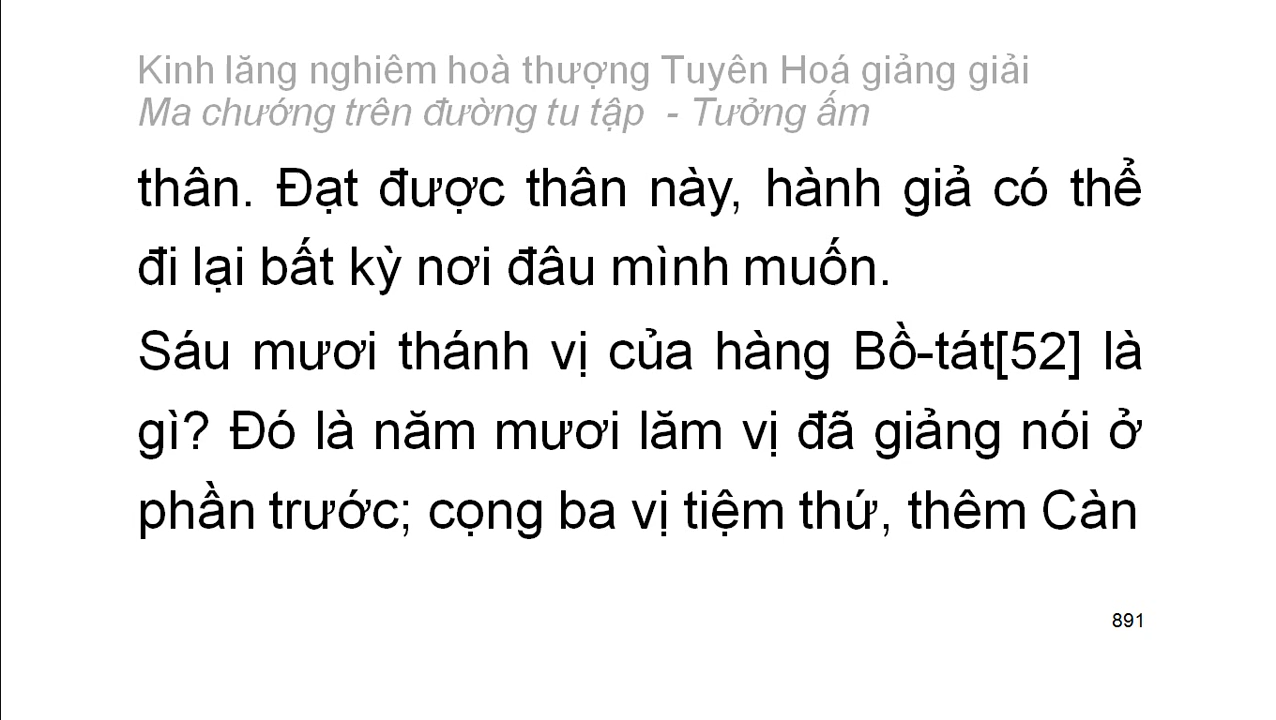 Kinh lăng nghiêm hoà thượng Tuyên Hoá giảng giải
Ma chướng trên đường tu tập - Tưởng ấm
thân. Đạt được thân này, hành giả có thể
đi lại bất kỳ nơi đâu mình muốn.
Sáu mươi thánh vị của hàng Bồ-tát[52] là
gì? Đó là năm mươi lăm vị đã giảng nói ở
phần trước; cọng ba vị tiệm thứ, thêm Càn
891